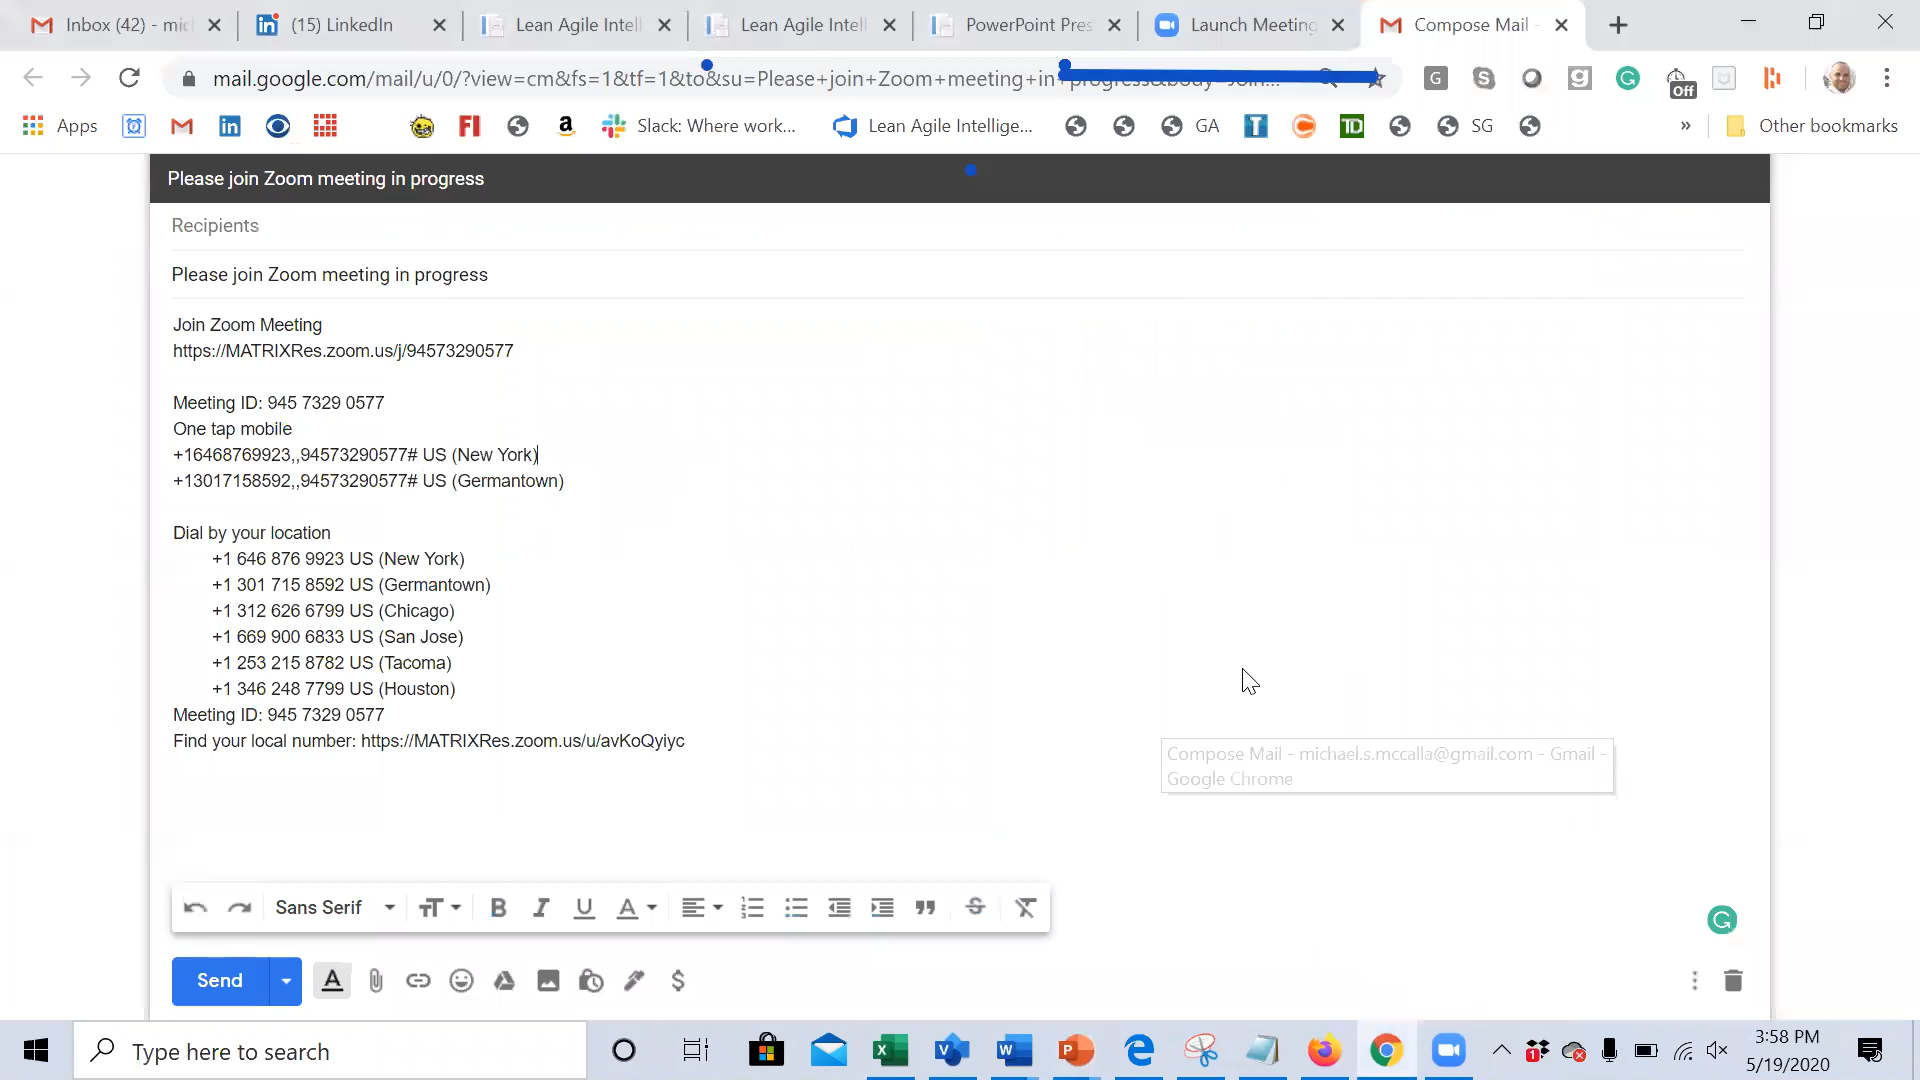 Inbox (42) - mic
(15) LinkedIn
Lean Agile Intell
Lean Agile Intell
PowerPoint Pres
Launch Meeting
Compose Mail -
mail.google.com/mail/u/0/?view=cm&fs=1&tf=1&to&su=Please+join+Zoom+meeting+in+progress&body=Join...
Off
Apps
FI
Slack: Where work...
Lean Agile Intellige...
GA
TD
SG
»
Other bookmarks
Please join Zoom meeting in progress
Recipients
Please join Zoom meeting in progress
Join Zoom Meeting
https://MATRIXRes.zoom.us/j/94573290577
Meeting ID: 945 7329 0577
One tap mobile
+16468769923,,94573290577# US (New York)
+13017158592,,94573290577# US (Germantown)
Dial by your location
+1 646 876 9923 US (New York)
+1 301 715 8592 US (Germantown)
+1 312 626 6799 US (Chicago)
+1 669 900 6833 US (San Jose)
+1 253 215 8782 US (Tacoma)
+1 346 248 7799 US (Houston)
Meeting ID: 945 7329 0577
Find your local number: https://MATRIXRes.zoom.us/u/avKoQyiyc
Compose Mail - michael.s.mccalla@gmail.com - Gmail -
Google Chrome
Sans Serif
Send
Type here to search
3:58 PM
5/19/2020